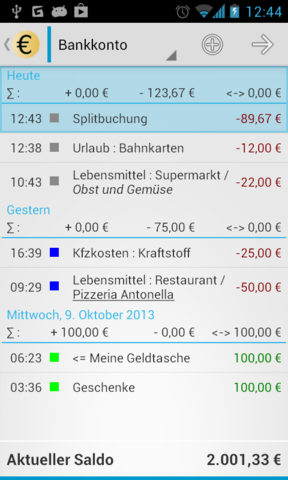 12:44
Bankkonto
Heute
∑ : + 0,00 € - 123,67 € <-> 0,00 €
12:43 Splitbuchung -89,67 €
12:38 Urlaub : Bahnkarten -12,00 €
10:43 Lebensmittel : Supermarkt / -22,00 €
Obst und Gemüse
Gestern
∑ : + 0,00 € - 75,00 € <-> 0,00 €
16:39 Kfzkosten : Kraftstoff -25,00 €
09:29 Lebensmittel : Restaurant / -50,00 €
Pizzeria Antonella
Mittwoch, 9. Oktober 2013
∑ : + 100,00 € - 0,00 € <-> 100,00 €
06:23 <= Meine Geldtasche 100,00 €
03:36 Geschenke 100,00 €
Aktueller Saldo 2.001,33 €